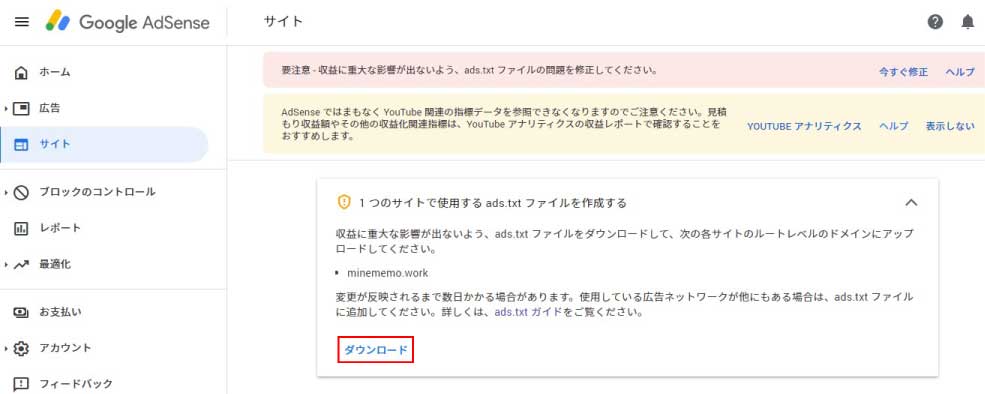 Google AdSense
サイト
ホーム
広告
サイト
ブロックのコントロール
レポート
最適化
お支払い
アカウント
フィードバック
要注意 - 収益に重大な影響が出ないよう、ads.txt ファイルの問題を修正してください。
今すぐ修正
ヘルプ
AdSense ではまもなく YouTube 関連の指標データを参照できなくなりますのでご注意ください。見積
もり収益額やその他の収益化関連指標は、YouTube アナリティクスの収益レポートで確認することを
おすすめします。
YOUTUBE アナリティクス
ヘルプ
表示しない
1 つのサイトで使用する ads.txt ファイルを作成する
収益に重大な影響が出ないよう、ads.txt ファイルをダウンロードして、次の各サイトのルートレベルのドメインにアップ
ロードしてください。
• minememo.work
変更が反映されるまで数日かかる場合があります。使用している広告ネットワークが他にもある場合は、ads.txt ファイル
に追加してください。詳しくは、ads.txt ガイドをご覧ください。
ダウンロード